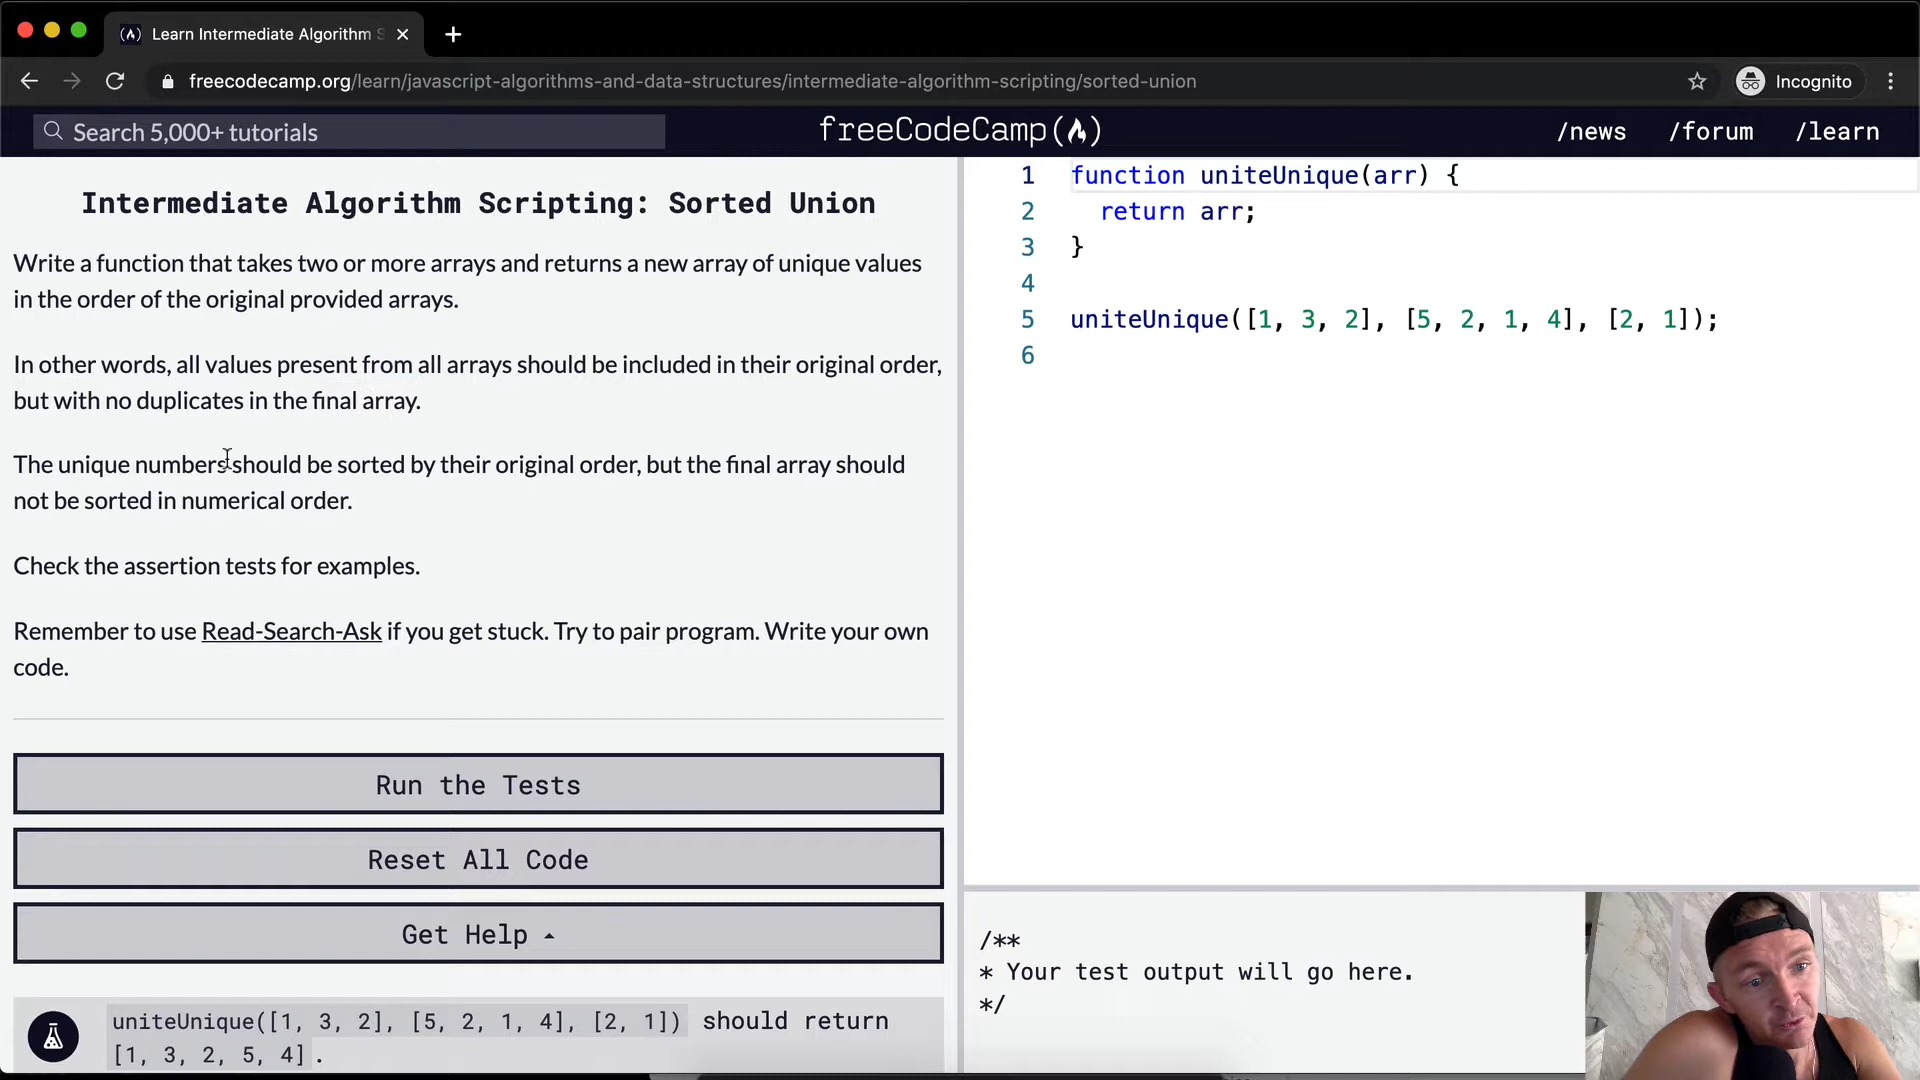 Learn Intermediate Algorithm S
freecodecamp.org/learn/javascript-algorithms-and-data-structures/intermediate-algorithm-scripting/sorted-union
Incognito
Search 5,000+ tutorials
freeCodeCamp
/news /forum /learn
Intermediate Algorithm Scripting: Sorted Union
Write a function that takes two or more arrays and returns a new array of unique values
in the order of the original provided arrays.
In other words, all values present from all arrays should be included in their original order,
but with no duplicates in the final array.
The unique numbers should be sorted by their original order, but the final array should
not be sorted in numerical order.
Check the assertion tests for examples.
Remember to use Read-Search-Ask if you get stuck. Try to pair program. Write your own
code.
Run the Tests
Reset All Code
Get Help
uniteUnique([1, 3, 2], [5, 2, 1, 4], [2, 1]) should return
[1, 3, 2, 5, 4].
1 function uniteUnique(arr) {
2 return arr;
3 }
4
5 uniteUnique([1, 3, 2], [5, 2, 1, 4], [2, 1]);
6
/**
* Your test output will go here.
*/